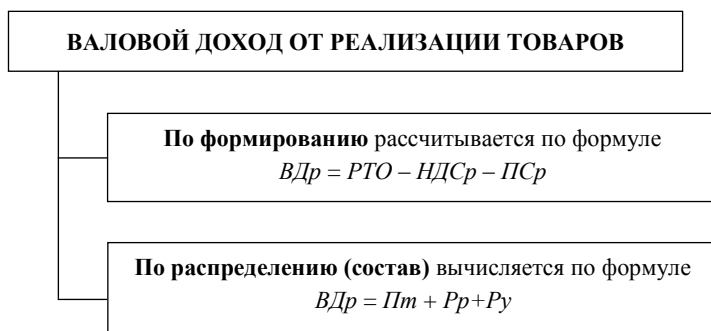 ВАЛОВОЙ ДОХОД ОТ РЕАЛИЗАЦИИ ТОВАРОВ
По формированию рассчитывается по формуле
ВДр = РТО – НДСр – ПСр
По распределению (состав) вычисляется по формуле
ВДр = Пт + Рр+Ру